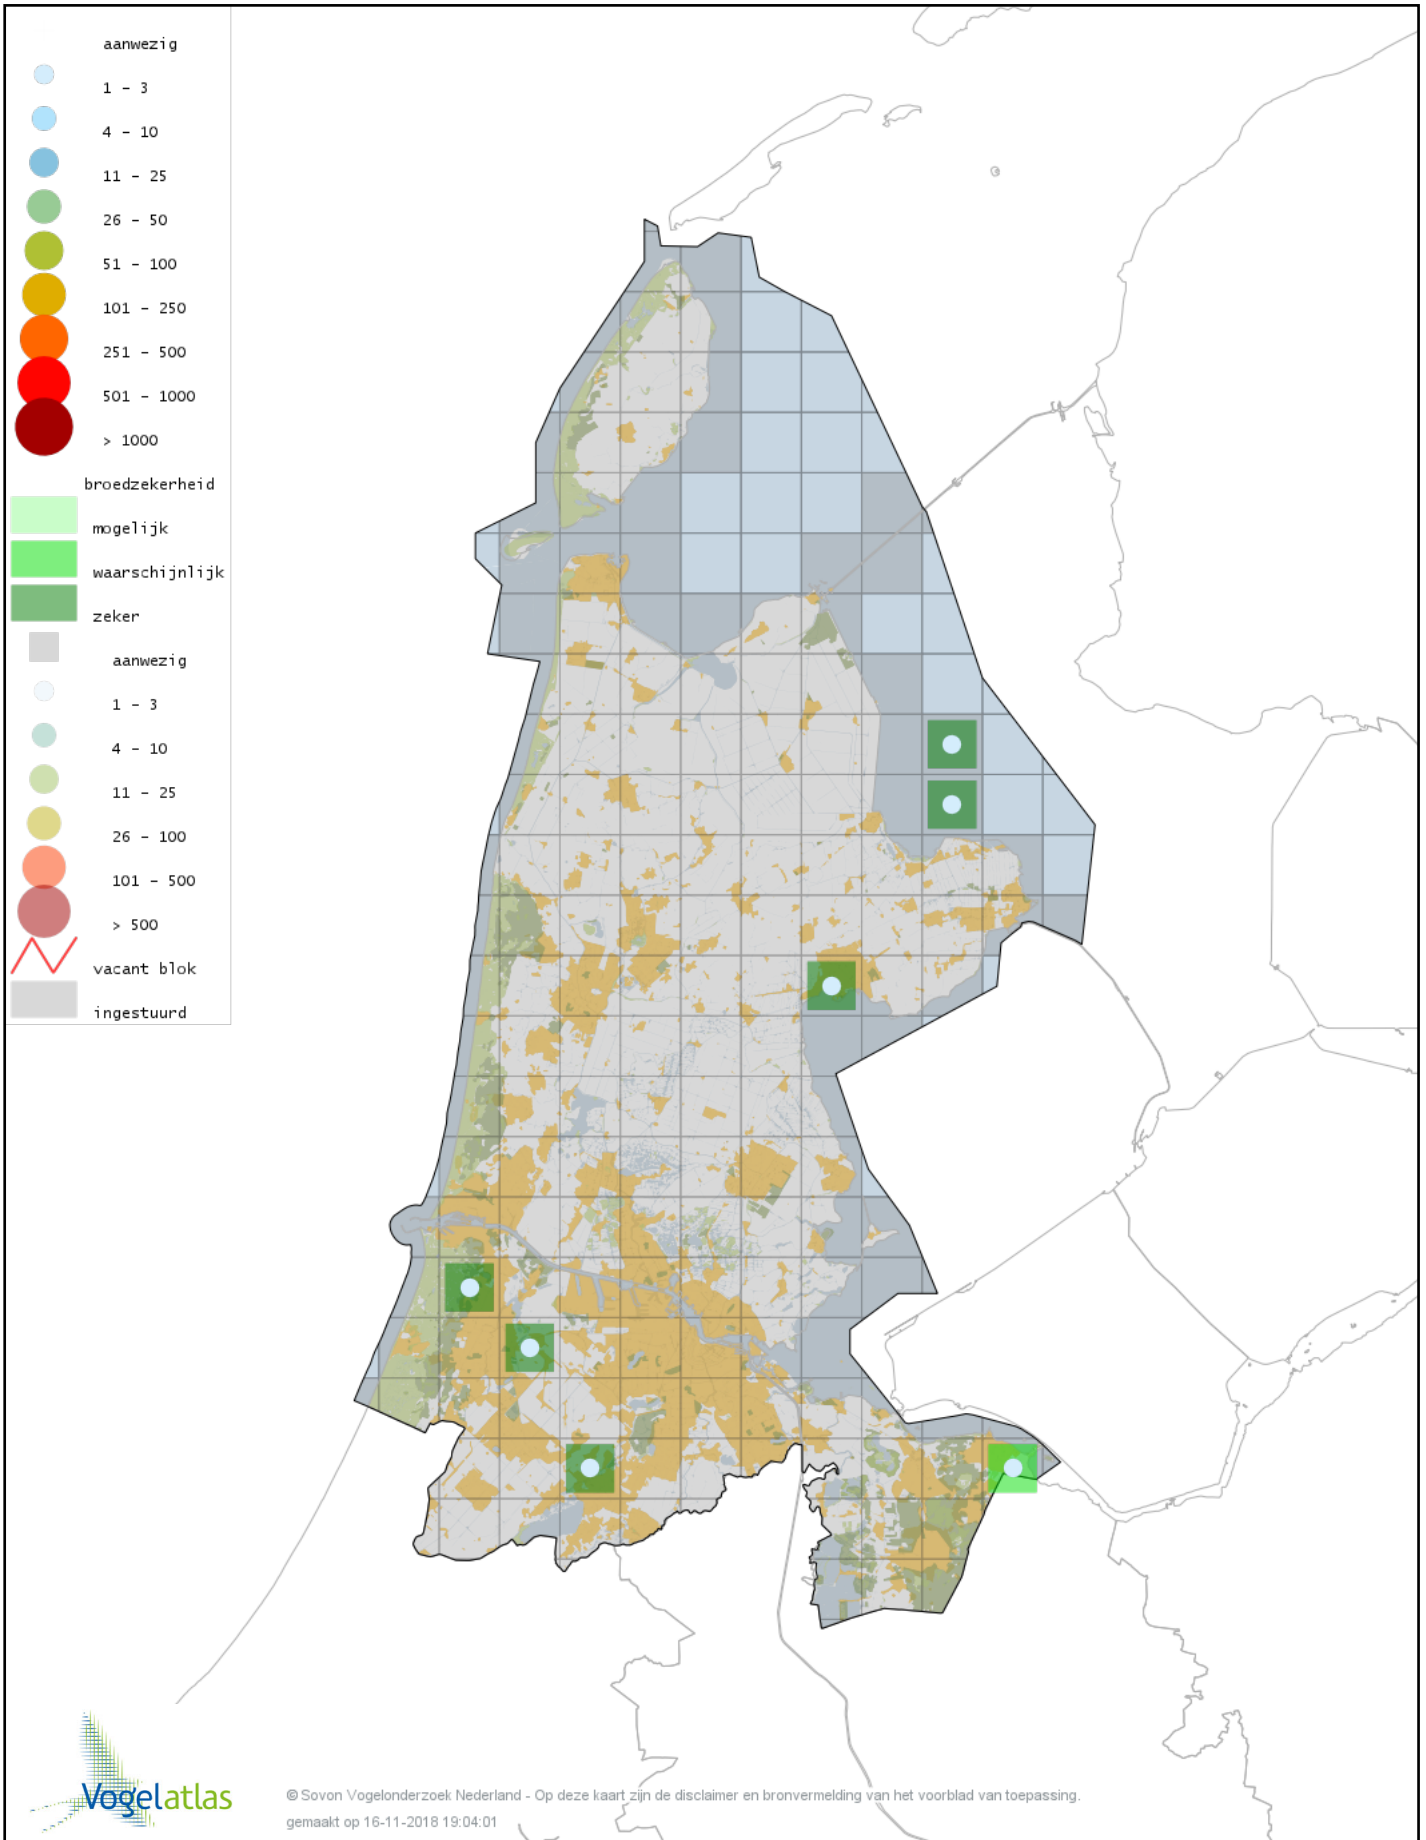 aanwezig
1 - 3
4 - 10
11 - 25
26 - 50
51 - 100
101 - 250
251 - 500
501 - 1000
> 1000
broedzekerheid
mogelijk
waarschijnlijk
zeker
aanwezig
1 - 3
4 - 10
11 - 25
26 - 100
101 - 500
> 500
vacant blok
ingestuurd
Vogelatlas
© Sovon Vogelonderzoek Nederland - Op deze kaart zijn de disclaimer en bronvermelding van het voorblad van toepassing.
gemaakt op 16-11-2018 19:04:01